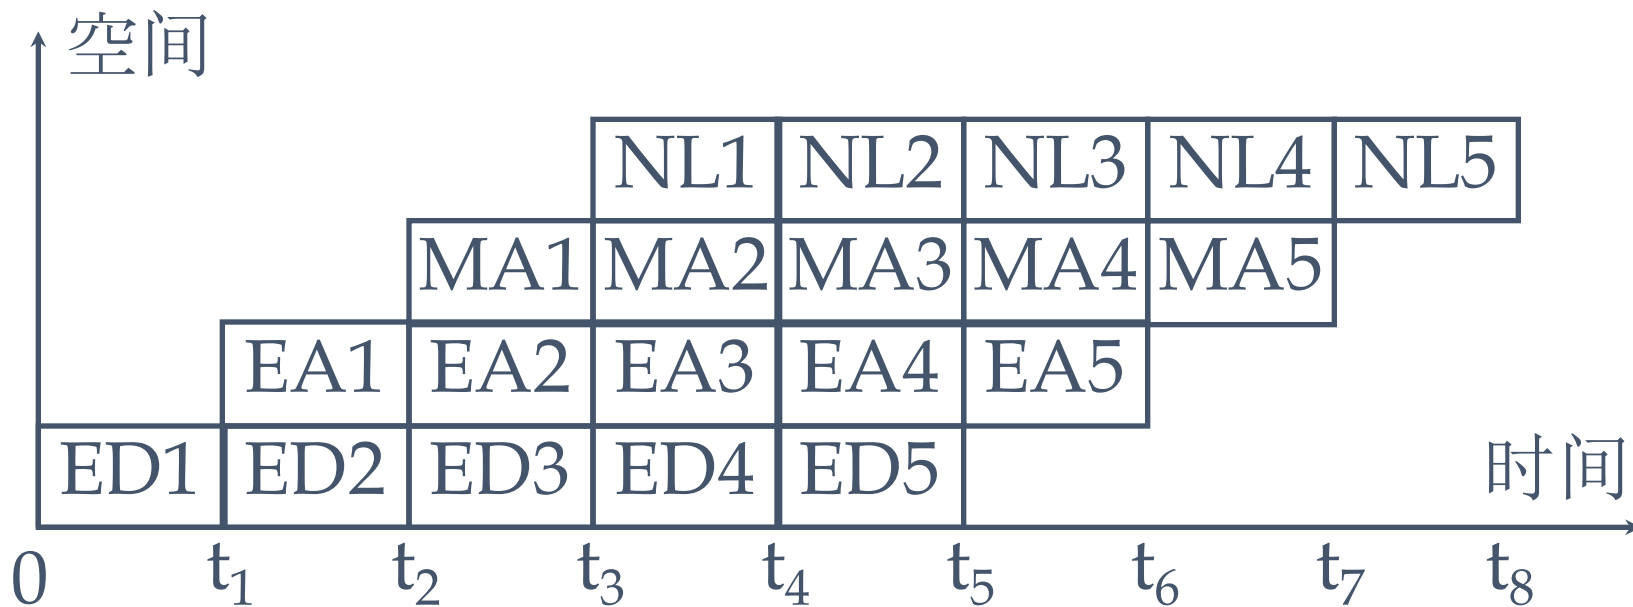 空间
NL1 NL2 NL3 NL4 NL5
MA1 MA2 MA3 MA4 MA5
EA1 EA2 EA3 EA4 EA5
ED1 ED2 ED3 ED4 ED5
时间
0 t₁ t₂ t₃ t₄ t₅ t₆ t₇ t₈